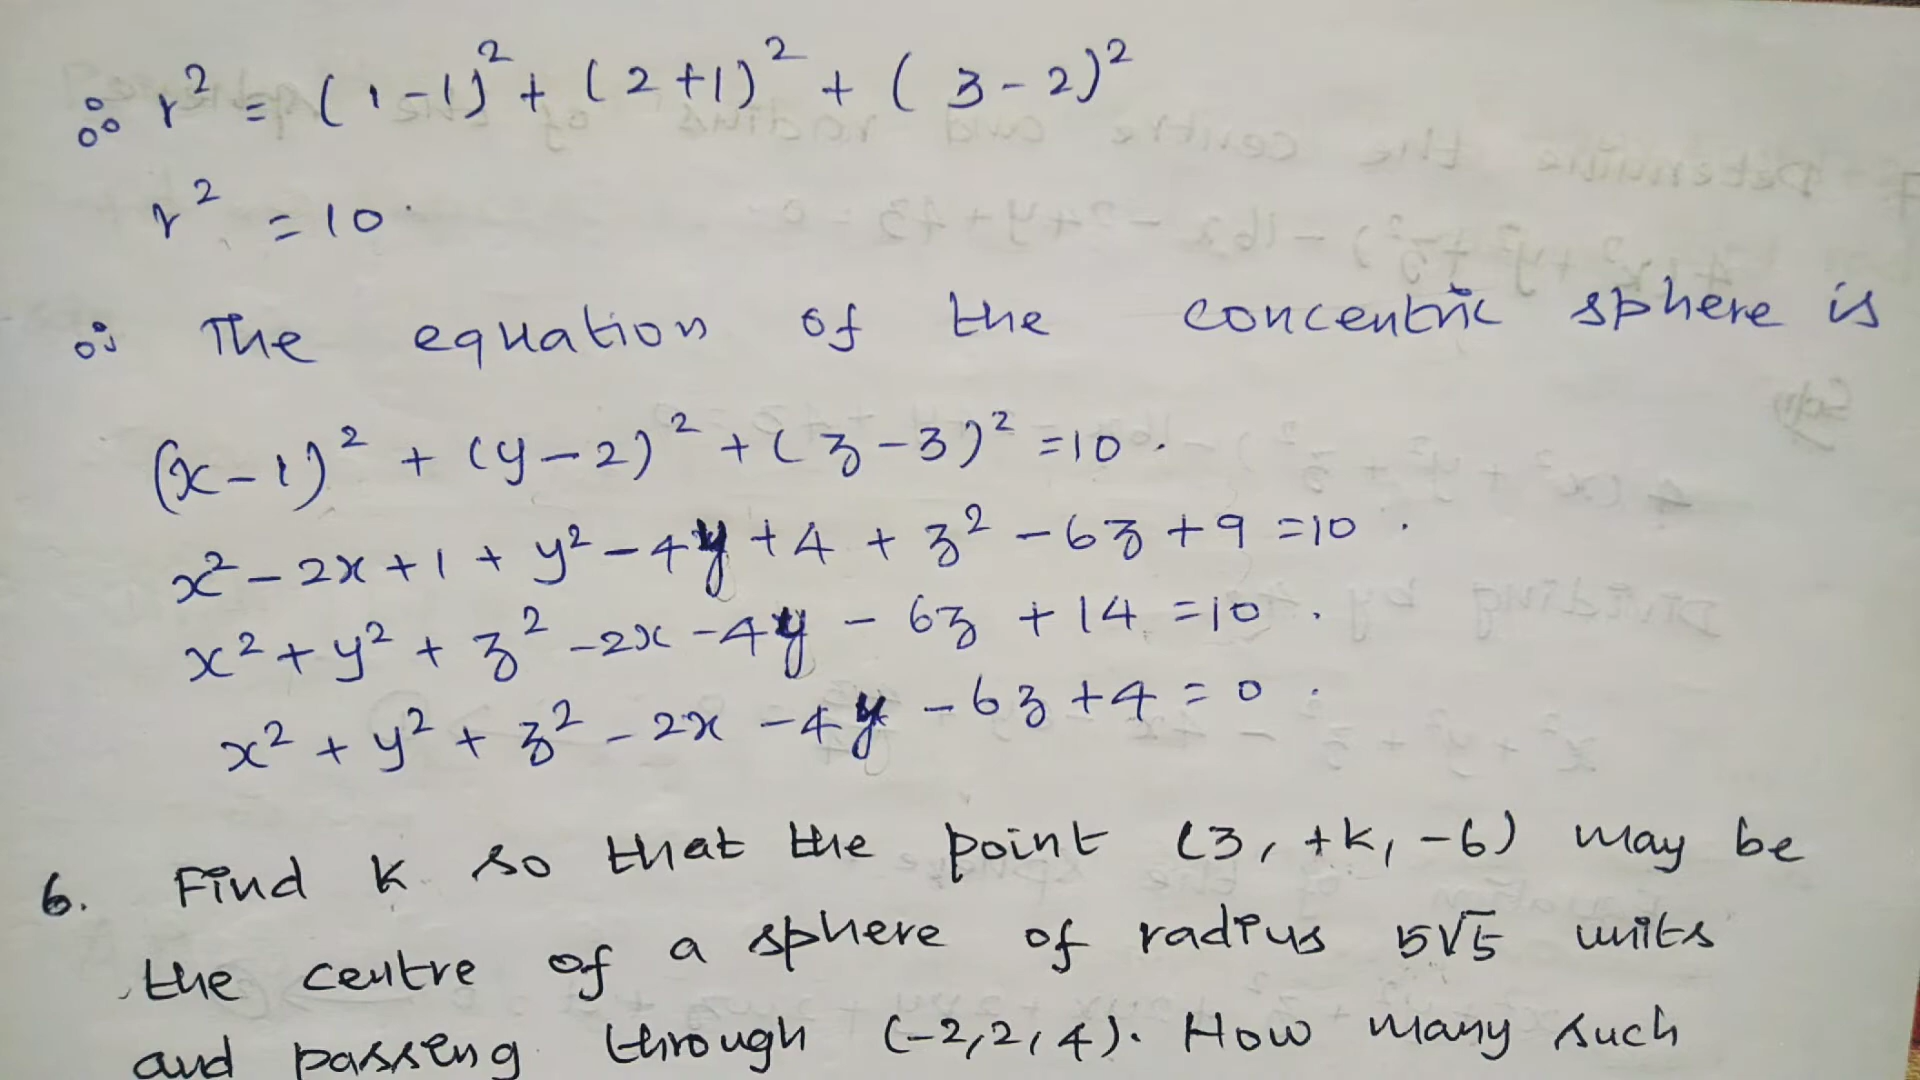 ∴ r² = (1-1)² + (2+1)² + (3-2)²
r² = 10.
∴ The equation of the concentric sphere is
(x-1)² + (y-2)² + (z-3)² = 10.
x² - 2x + 1 + y² - 4y + 4 + z² - 6z + 9 = 10.
x² + y² + z² - 2x - 4y - 6z + 14 = 10.
x² + y² + z² - 2x - 4y - 6z + 4 = 0.
6. Find k so that the point (3, +k, -6) may be
the centre of a sphere of radius 5√5 units
and passing through (-2,2,4). How many such